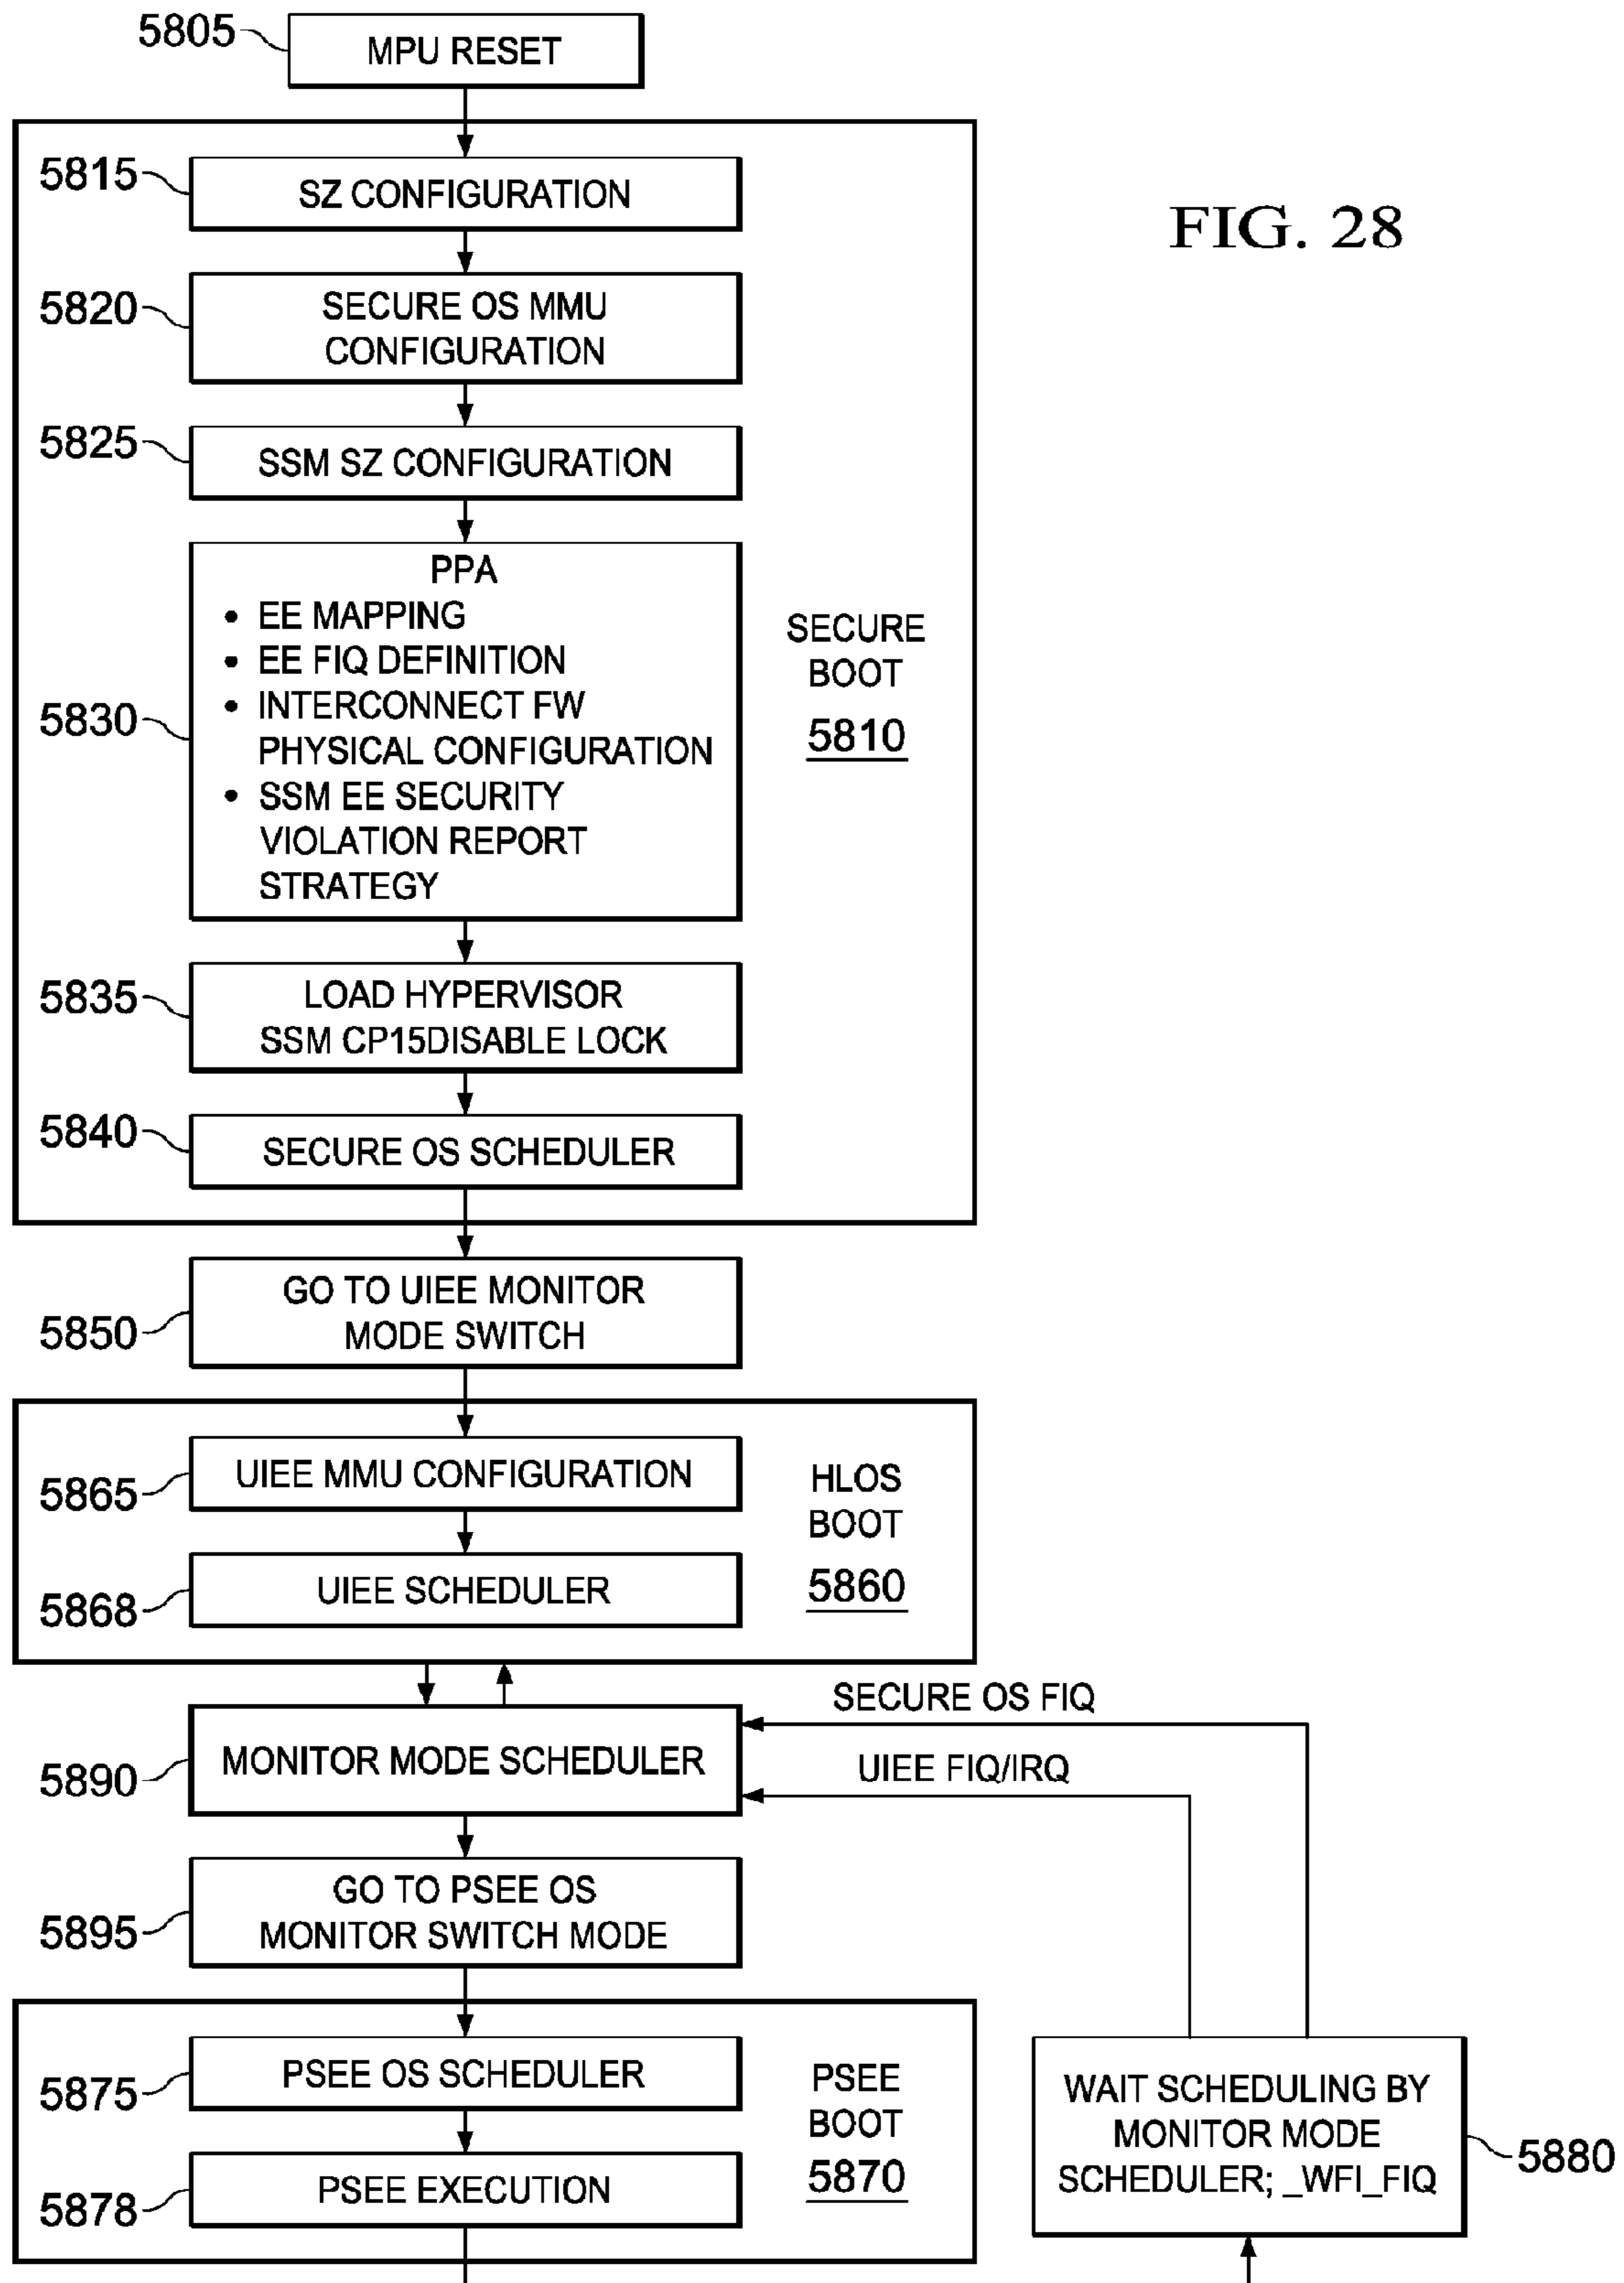 5805
MPU RESET
FIG. 28
5815
SZ CONFIGURATION
5820
SECURE OS MMU
CONFIGURATION
5825
SSM SZ CONFIGURATION
5830
PPA
• EE MAPPING
• EE FIQ DEFINITION
• INTERCONNECT FW
PHYSICAL CONFIGURATION
• SSM EE SECURITY
VIOLATION REPORT
STRATEGY
SECURE
BOOT
5810
5835
LOAD HYPERVISOR
SSM CP15DISABLE LOCK
5840
SECURE OS SCHEDULER
5850
GO TO UIEE MONITOR
MODE SWITCH
5865
UIEE MMU CONFIGURATION
5868
UIEE SCHEDULER
HLOS
BOOT
5860
SECURE OS FIQ
UIEE FIQ/IRQ
5890
MONITOR MODE SCHEDULER
5895
GO TO PSEE OS
MONITOR SWITCH MODE
5875
PSEE OS SCHEDULER
5878
PSEE EXECUTION
PSEE
BOOT
5870
WAIT SCHEDULING BY
MONITOR MODE
SCHEDULER; _WFI_FIQ
5880